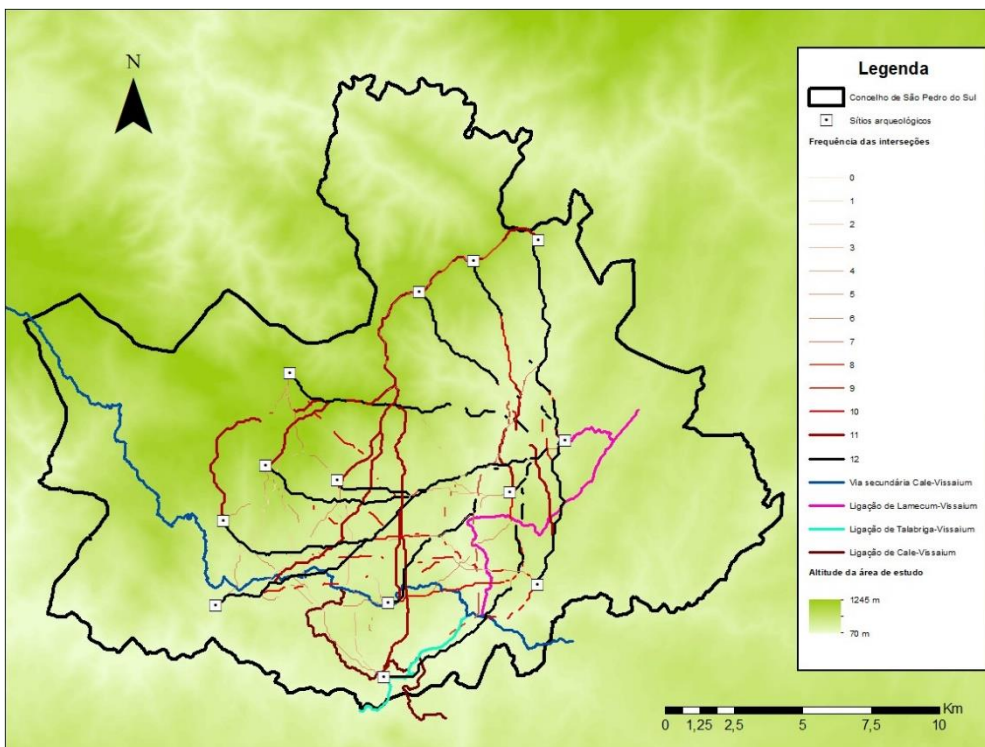 N
Legenda
Concelho de São Pedro do Sul
Sítios arqueológicos
Frequência das interseções
0
1
2
3
4
5
6
7
8
9
10
11
12
Via secundária Cale-Vissaium
Ligação de Lamecum-Vissaium
Ligação de Talabriga-Vissaium
Ligação de Cale-Vissaium
Altitude da área de estudo
1245 m
70 m
Km
0 1,25 2,5 5 7,5 10